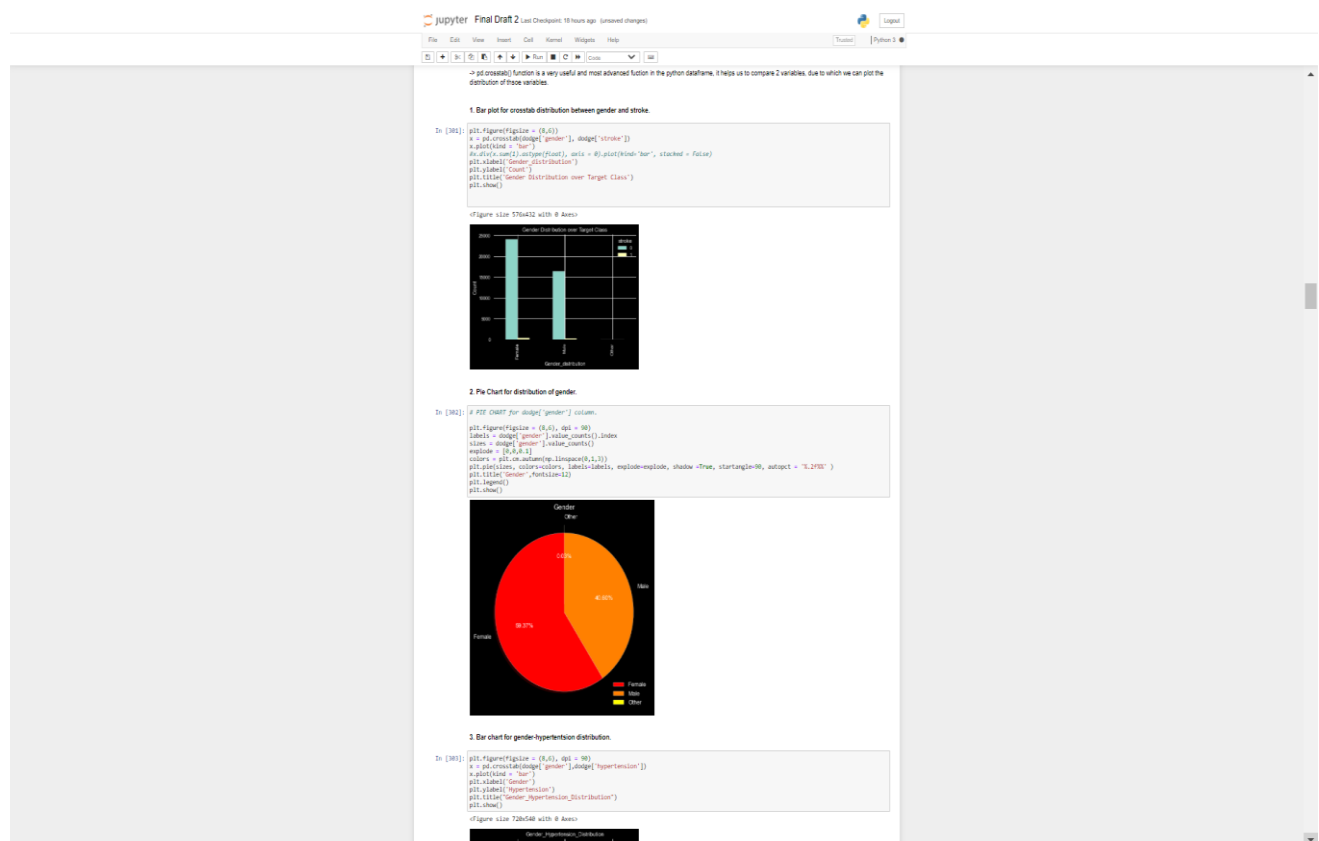 jupyter Final Draft 2 Last Checkpoint: 18 hours ago (unsaved changes)
Logout
File Edit View Insert Cell Kernel Widgets Help
Trusted
Python 3
Run
Code
-> pd.crosstab() function is a very useful and most advanced fuction in the python dataframe, it helps us to compare 2 variables, due to which we can plot the
distribution of those variables.
1. Bar plot for crosstab distribution between gender and stroke.
In [301]: plt.figure(figsize = (8,6))
x = pd.crosstab(dodge['gender'], dodge['stroke'])
x.plot(kind = 'bar')
#x.div(x.sum(1).astype(float), axis = 0).plot(kind='bar', stacked = False)
plt.xlabel('Gender_distribution')
plt.ylabel('Count')
plt.title('Gender Distribution over Target Class')
plt.show()
<Figure size 576x432 with 0 Axes>
Gender Distribution over Target Class
stroke
0
1
25000
20000
15000
10000
5000
0
Count
Female
Male
Other
Gender_distribution
2. Pie Chart for distribution of gender.
In [302]: # PIE CHART for dodge['gender'] column.
plt.figure(figsize = (8,6), dpi = 90)
labels = dodge['gender'].value_counts().index
sizes = dodge['gender'].value_counts()
explode = [0,0,0.1]
colors = plt.cm.autumn(np.linspace(0,1,3))
plt.pie(sizes, colors=colors, labels=labels, explode=explode, shadow =True, startangle=90, autopct = '%.2f%%' )
plt.title('Gender',fontsize=12)
plt.legend()
plt.show()
Gender
Other
Male
Female
Female
Male
Other
3. Bar chart for gender-hypertentsion distribution.
In [303]: plt.figure(figsize = (8,6), dpi = 90)
x = pd.crosstab(dodge['gender'],dodge['hypertension'])
x.plot(kind = 'bar')
plt.xlabel('Gender')
plt.ylabel('Hypertension')
plt.title("Gender_Hypertension_Distribution")
plt.show()
<Figure size 720x540 with 0 Axes>
Gender_Hypertension_Distribution